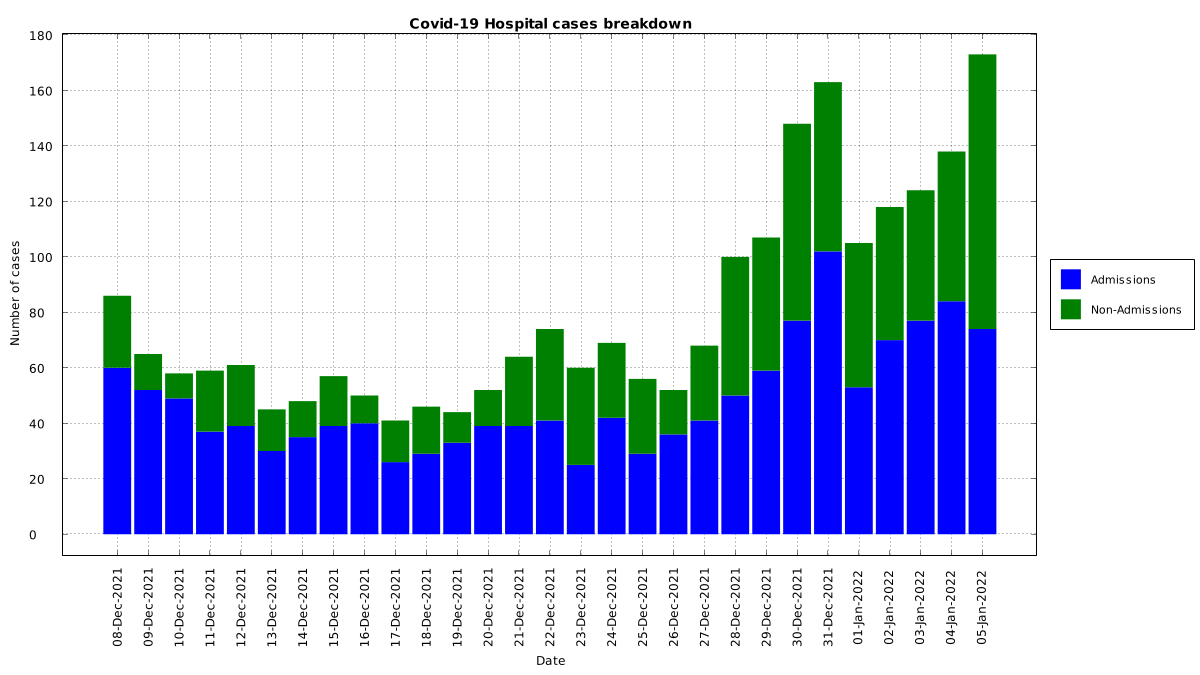 Covid-19 Hospital cases breakdown
180
160
140
120
100
80
60
40
20
0
Number of cases
08-Dec-2021
09-Dec-2021
10-Dec-2021
11-Dec-2021
12-Dec-2021
13-Dec-2021
14-Dec-2021
15-Dec-2021
16-Dec-2021
17-Dec-2021
18-Dec-2021
19-Dec-2021
20-Dec-2021
21-Dec-2021
22-Dec-2021
23-Dec-2021
24-Dec-2021
25-Dec-2021
26-Dec-2021
27-Dec-2021
28-Dec-2021
29-Dec-2021
30-Dec-2021
31-Dec-2021
01-Jan-2022
02-Jan-2022
03-Jan-2022
04-Jan-2022
05-Jan-2022
Date
Admissions
Non-Admissions